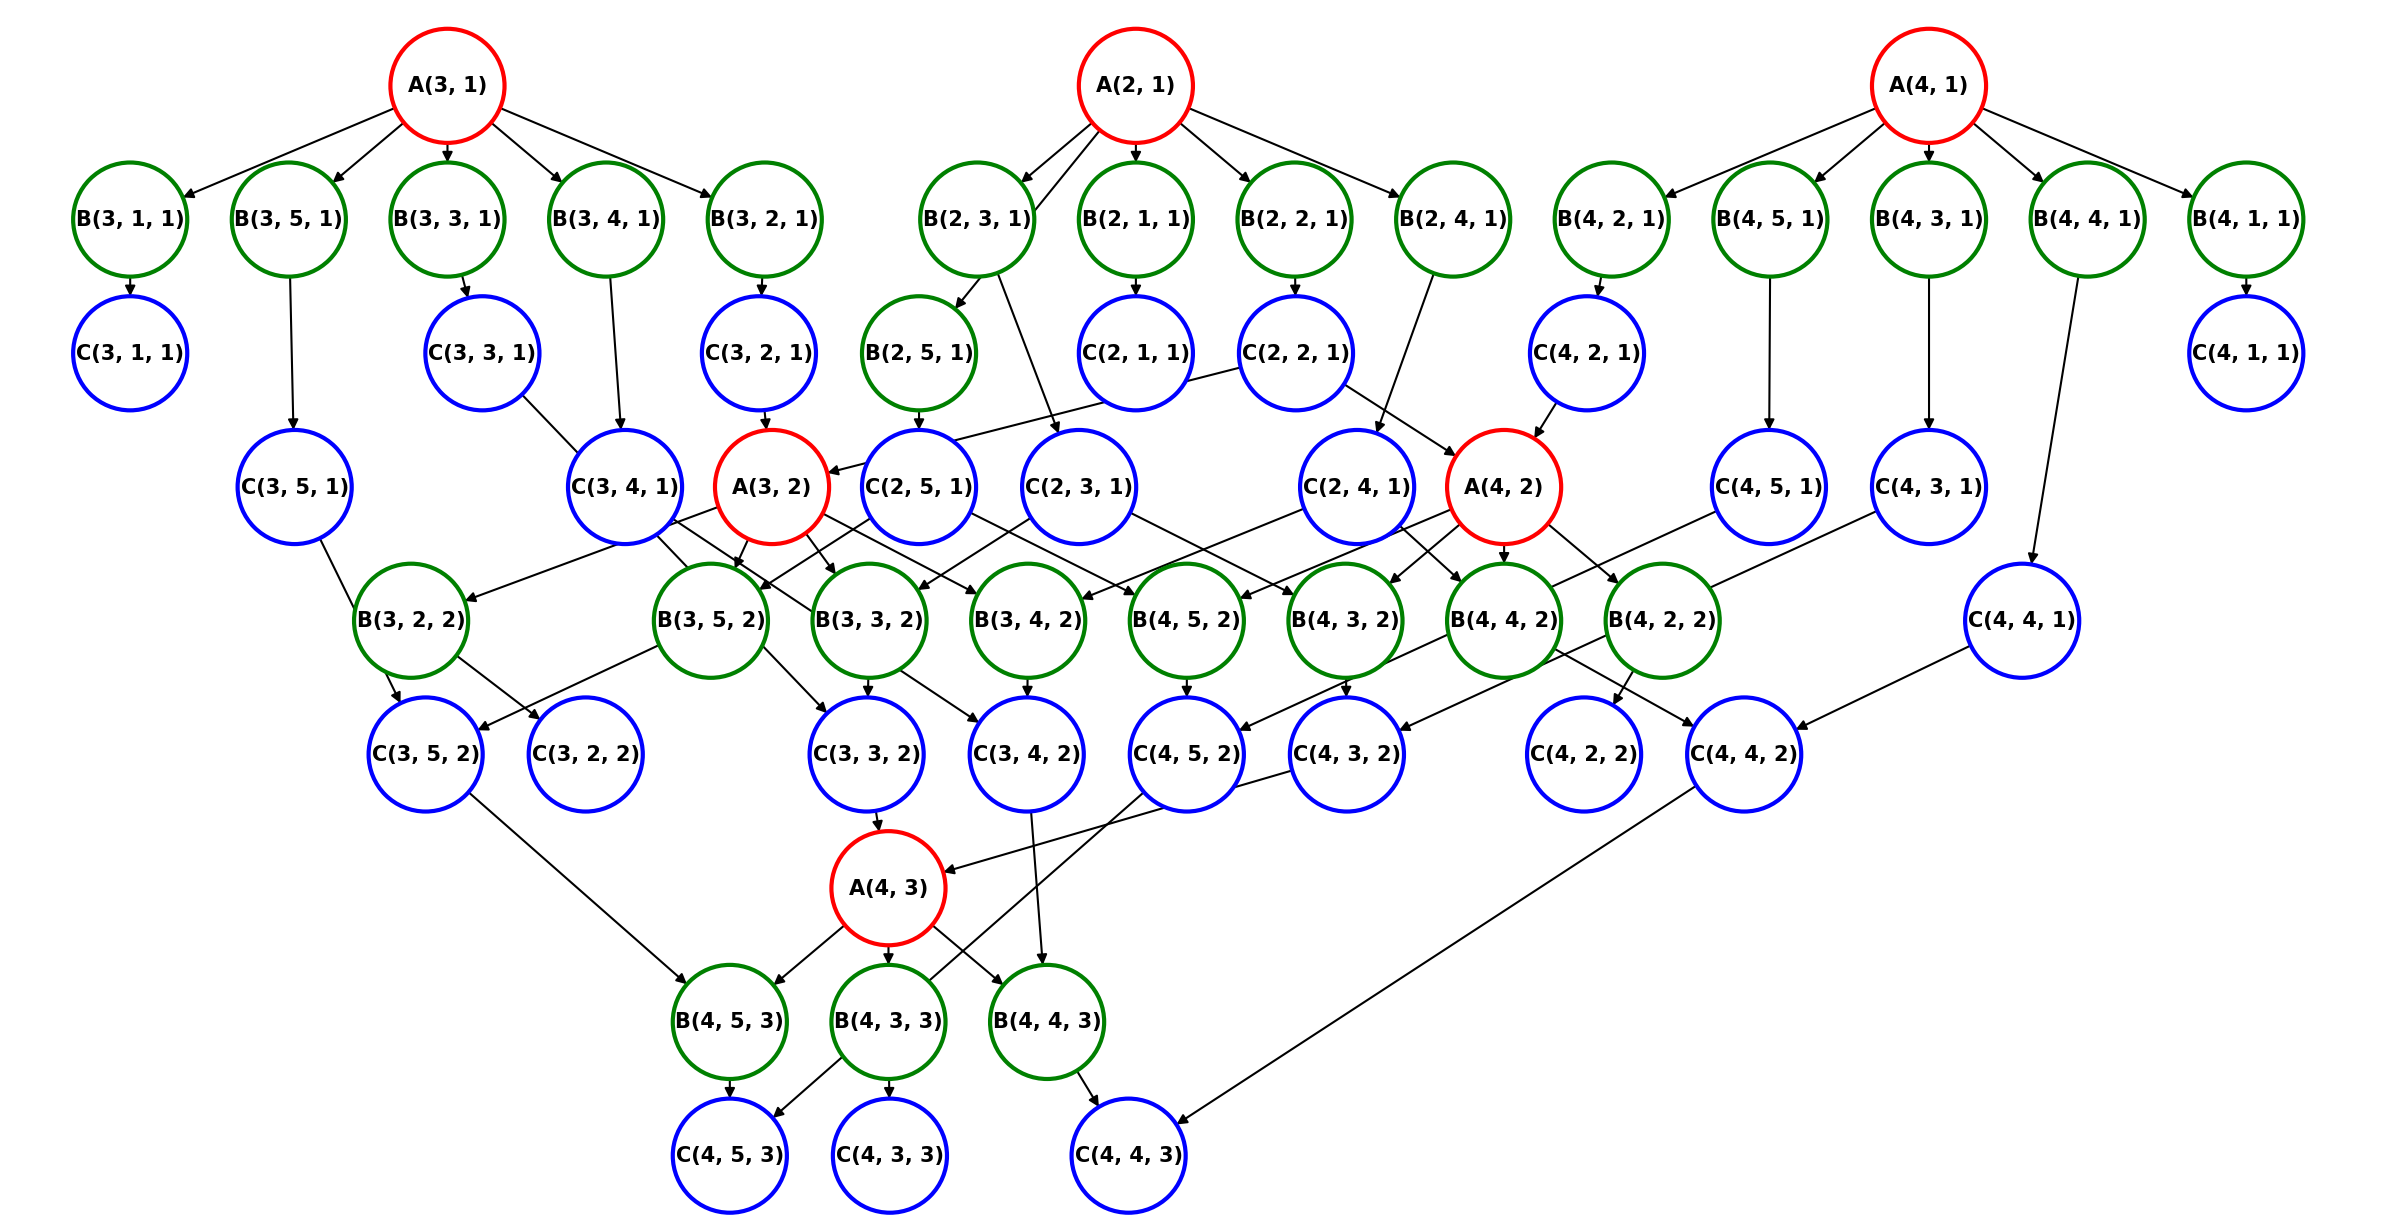 A(3, 1)
A(2, 1)
A(4, 1)
B(3, 1, 1)
B(3, 5, 1)
B(3, 3, 1)
B(3, 4, 1)
B(3, 2, 1)
B(2, 3, 1)
B(2, 1, 1)
B(2, 2, 1)
B(2, 4, 1)
B(4, 2, 1)
B(4, 5, 1)
B(4, 3, 1)
B(4, 4, 1)
B(4, 1, 1)
C(3, 1, 1)
C(3, 3, 1)
C(3, 2, 1)
B(2, 5, 1)
C(2, 1, 1)
C(2, 2, 1)
C(4, 2, 1)
C(4, 1, 1)
C(3, 5, 1)
C(3, 4, 1)
A(3, 2)
C(2, 5, 1)
C(2, 3, 1)
C(2, 4, 1)
A(4, 2)
C(4, 5, 1)
C(4, 3, 1)
B(3, 2, 2)
B(3, 5, 2)
B(3, 3, 2)
B(3, 4, 2)
B(4, 5, 2)
B(4, 3, 2)
B(4, 4, 2)
B(4, 2, 2)
C(4, 4, 1)
C(3, 5, 2)
C(3, 2, 2)
C(3, 3, 2)
C(3, 4, 2)
C(4, 5, 2)
C(4, 3, 2)
C(4, 2, 2)
C(4, 4, 2)
A(4, 3)
B(4, 5, 3)
B(4, 3, 3)
B(4, 4, 3)
C(4, 5, 3)
C(4, 3, 3)
C(4, 4, 3)